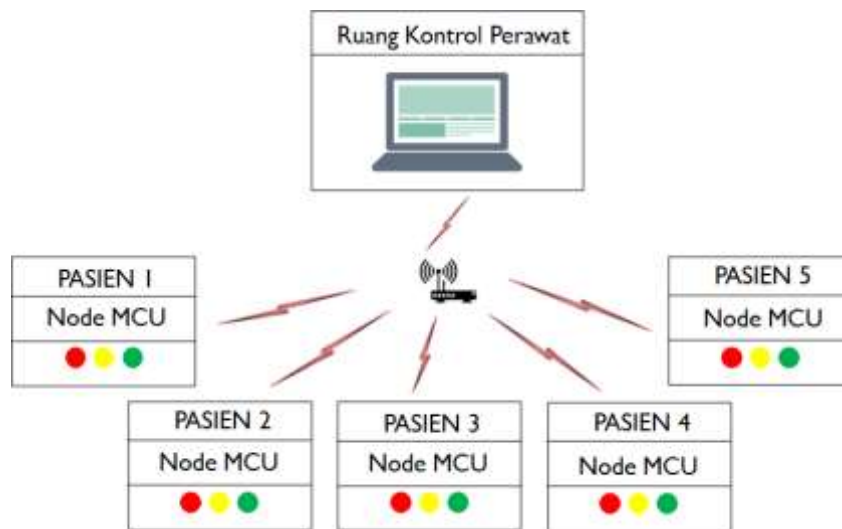 Ruang Kontrol Perawat
PASIEN 1
Node MCU
PASIEN 5
Node MCU
PASIEN 2
Node MCU
PASIEN 3
Node MCU
PASIEN 4
Node MCU